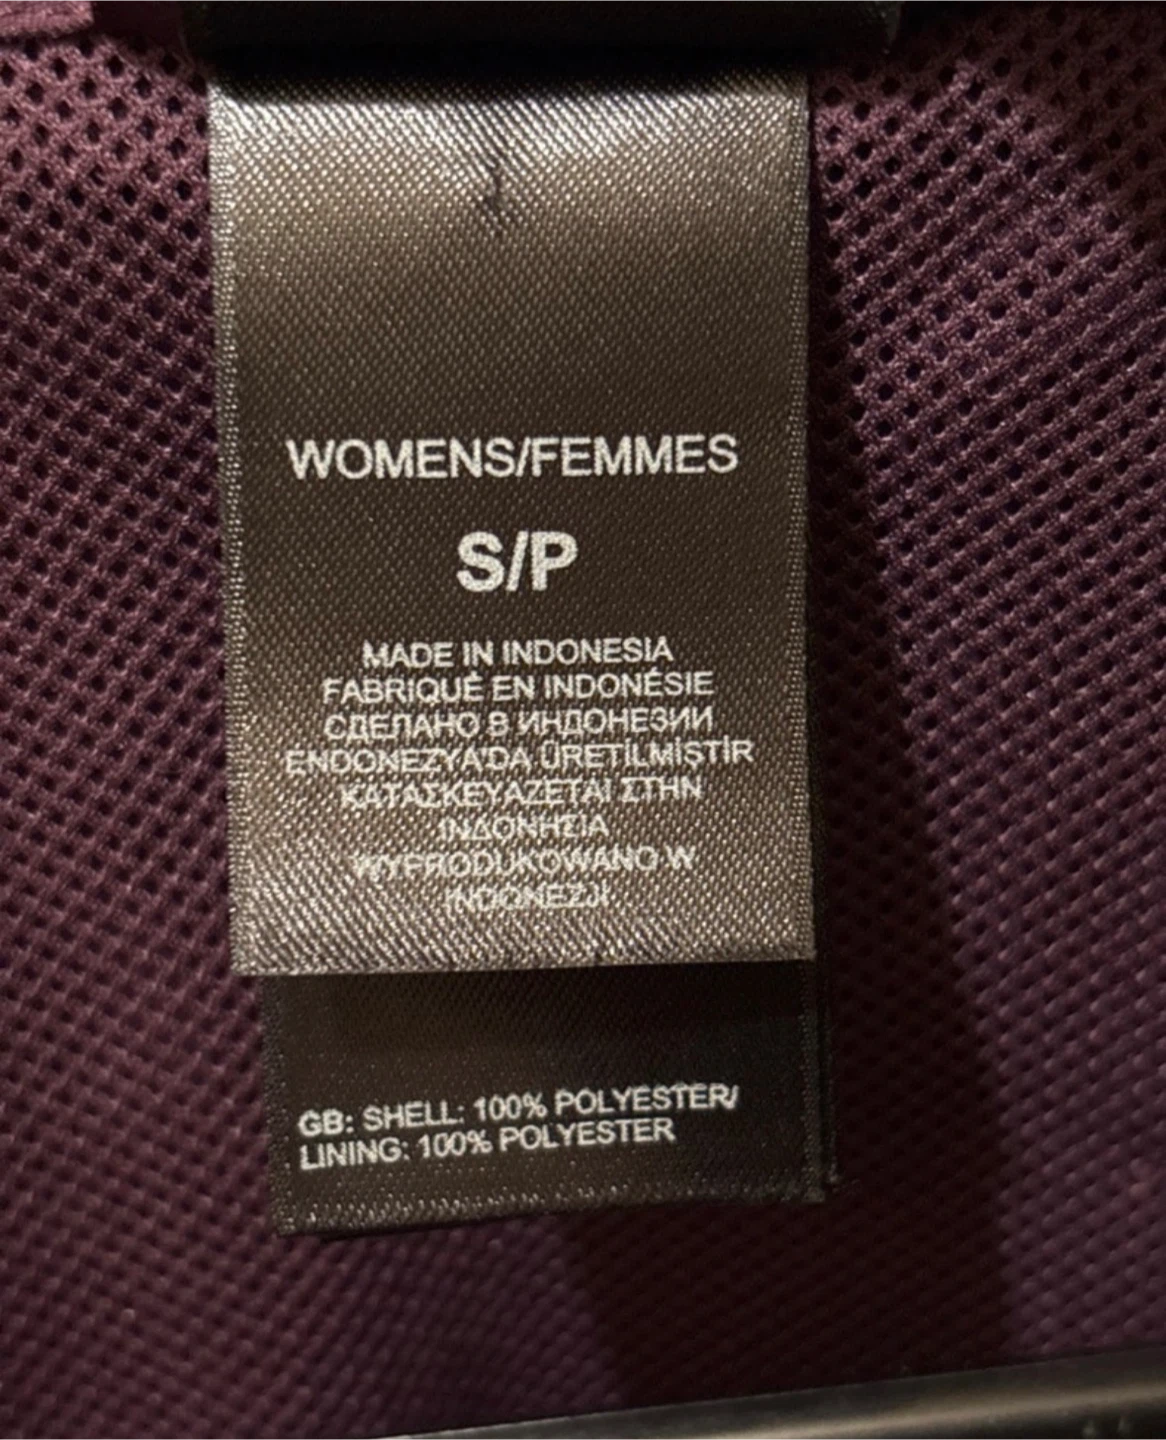 WOMENS/FEMMES
S/P
MADE IN INDONESIA
FABRIQUÉ EN INDONÉSIE
СДЕЛАНО В ИНДОНЕЗИИ
ENDONEZYA'DA ÜRETİLMİŞTİR
ΚΑΤΑΣΚΕΥΑΖΕΤΑΙ ΣΤΗΝ
ΙΝΔΟΝΗΣΙΑ
WYPRODUKOWANO W
INDONEZJI
GB: SHELL: 100% POLYESTER/
LINING: 100% POLYESTER